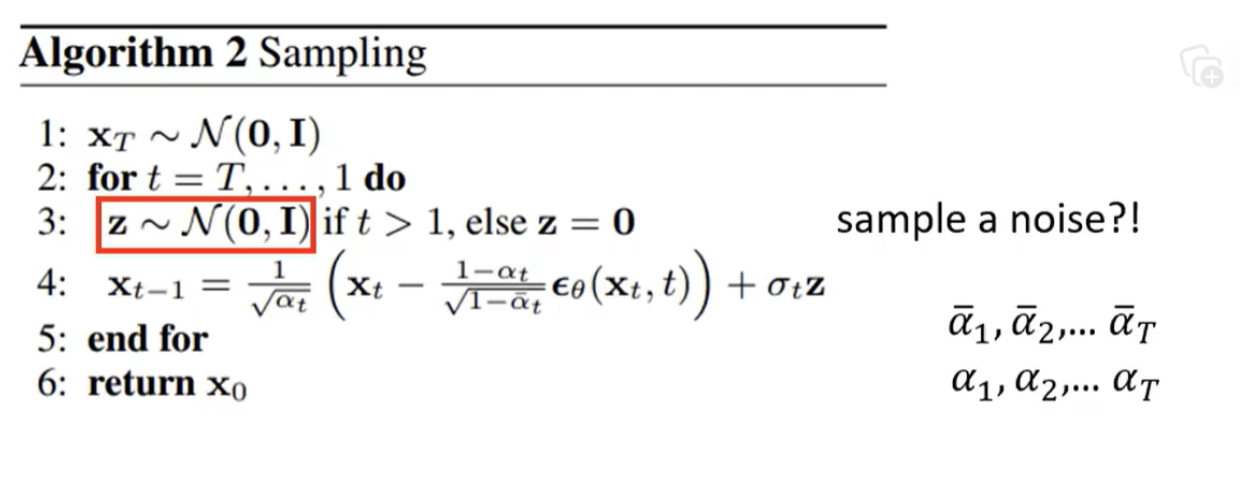 Algorithm 2 Sampling
1: x_T ∼ 𝒩(0, I)
2: for t = T, . . . , 1 do
3: z ∼ 𝒩(0, I) if t > 1, else z = 0
sample a noise?!
4: x_{t−1} = 1/√α_t (x_t − (1−α_t)/√(1−ᾱ_t) ε_θ(x_t, t)) + σ_t z
5: end for
ᾱ_1, ᾱ_2,... ᾱ_T
6: return x_0
α_1, α_2,... α_T